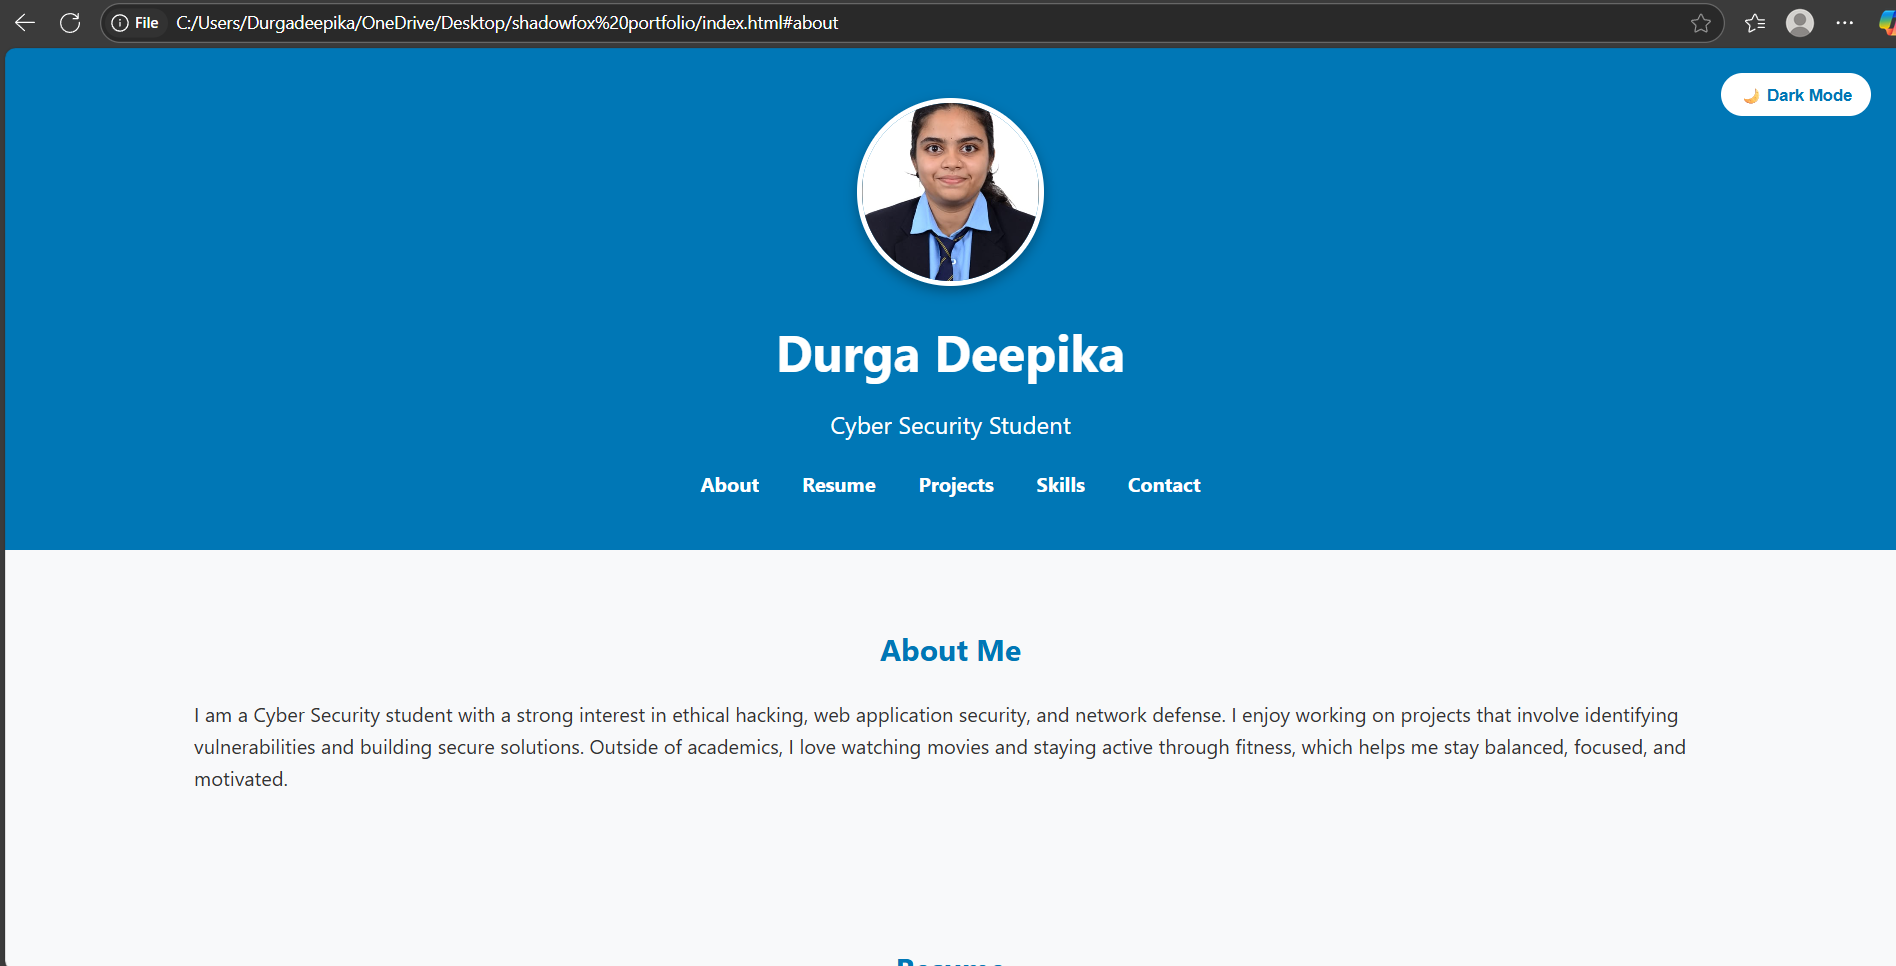 File C:/Users/Durgadeepika/OneDrive/Desktop/shadowfox%20portfolio/index.html#about
Dark Mode
Durga Deepika
Cyber Security Student
About Resume Projects Skills Contact
About Me
I am a Cyber Security student with a strong interest in ethical hacking, web application security, and network defense. I enjoy working on projects that involve identifying
vulnerabilities and building secure solutions. Outside of academics, I love watching movies and staying active through fitness, which helps me stay balanced, focused, and
motivated.
Resume